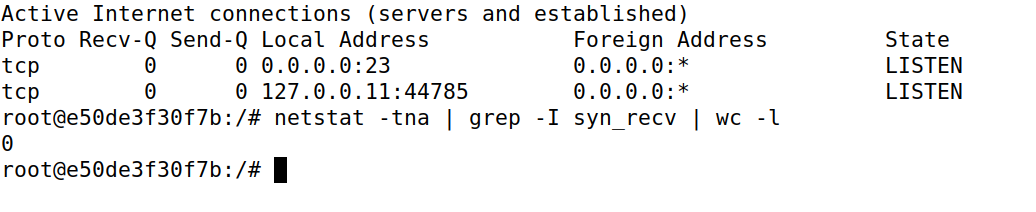 Active Internet connections (servers and established)
Proto Recv-Q Send-Q Local Address           Foreign Address         State
tcp        0      0 0.0.0.0:23              0.0.0.0:*               LISTEN
tcp        0      0 127.0.0.11:44785        0.0.0.0:*               LISTEN
root@e50de3f30f7b:/# netstat -tna | grep -I syn_recv | wc -l
0
root@e50de3f30f7b:/#